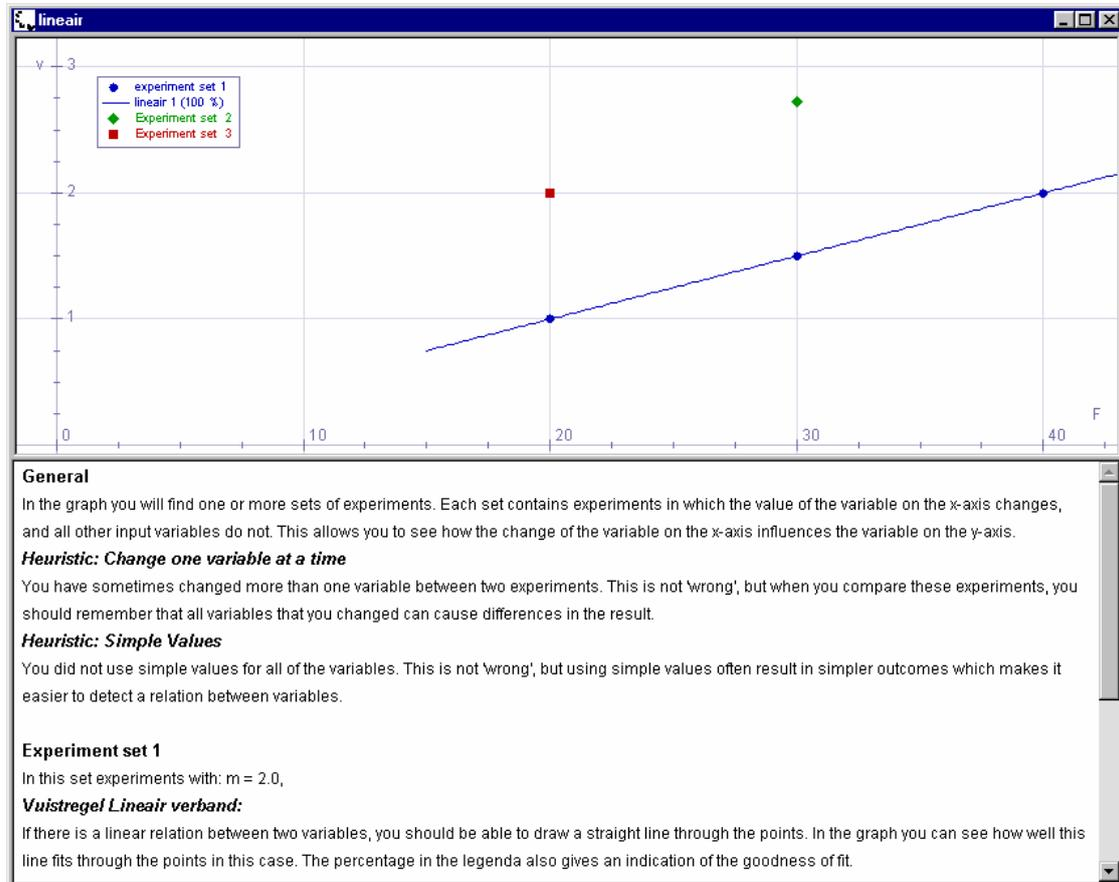 lineair
v
3
experiment set 1
lineair 1 (100 %)
Experiment set 2
Experiment set 3
2
1
F
0
10
20
30
40
General
In the graph you will find one or more sets of experiments. Each set contains experiments in which the value of the variable on the x-axis changes,
and all other input variables do not. This allows you to see how the change of the variable on the x-axis influences the variable on the y-axis.
Heuristic: Change one variable at a time
You have sometimes changed more than one variable between two experiments. This is not 'wrong', but when you compare these experiments, you
should remember that all variables that you changed can cause differences in the result.
Heuristic: Simple Values
You did not use simple values for all of the variables. This is not 'wrong', but using simple values often result in simpler outcomes which makes it
easier to detect a relation between variables.
Experiment set 1
In this set experiments with: m = 2.0,
Vuistregel Lineair verband:
If there is a linear relation between two variables, you should be able to draw a straight line through the points. In the graph you can see how well this
line fits through the points in this case. The percentage in the legenda also gives an indication of the goodness of fit.